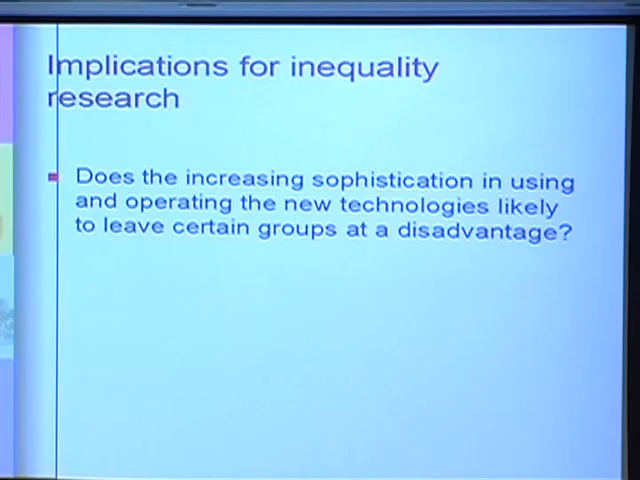 Implications for inequality
research
Does the increasing sophistication in using
and operating the new technologies likely
to leave certain groups at a disadvantage?